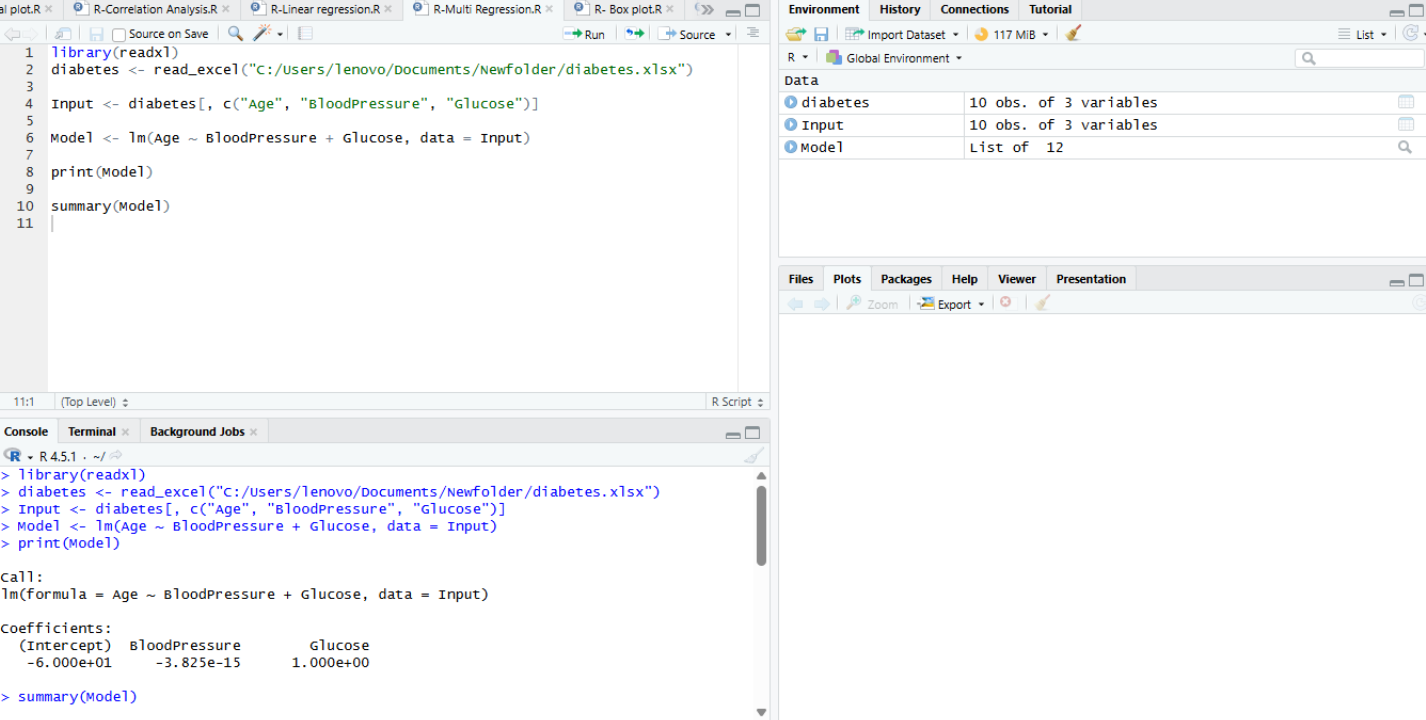 al plot.R
R-Correlation Analysis.R
R-Linear regression.R
R-Multi Regression.R
R- Box plot.R
Source on Save
Run
Source
1 library(readxl)
2 diabetes <- read_excel("C:/Users/lenovo/Documents/Newfolder/diabetes.xlsx")
3
4 Input <- diabetes[, c("Age", "BloodPressure", "Glucose")]
5
6 Model <- lm(Age ~ BloodPressure + Glucose, data = Input)
7
8 print(Model)
9
10 summary(Model)
11
11:1 (Top Level) R Script
Console Terminal Background Jobs
R 4.5.1 · ~/
> library(readxl)
> diabetes <- read_excel("C:/Users/lenovo/Documents/Newfolder/diabetes.xlsx")
> Input <- diabetes[, c("Age", "BloodPressure", "Glucose")]
> Model <- lm(Age ~ BloodPressure + Glucose, data = Input)
> print(Model)
Call:
lm(formula = Age ~ BloodPressure + Glucose, data = Input)
Coefficients:
(Intercept) BloodPressure Glucose
-6.000e+01 -3.825e-15 1.000e+00
> summary(Model)
Environment History Connections Tutorial
Import Dataset 117 MiB List
R Global Environment
Data
diabetes 10 obs. of 3 variables
Input 10 obs. of 3 variables
Model List of 12
Files Plots Packages Help Viewer Presentation
Zoom Export